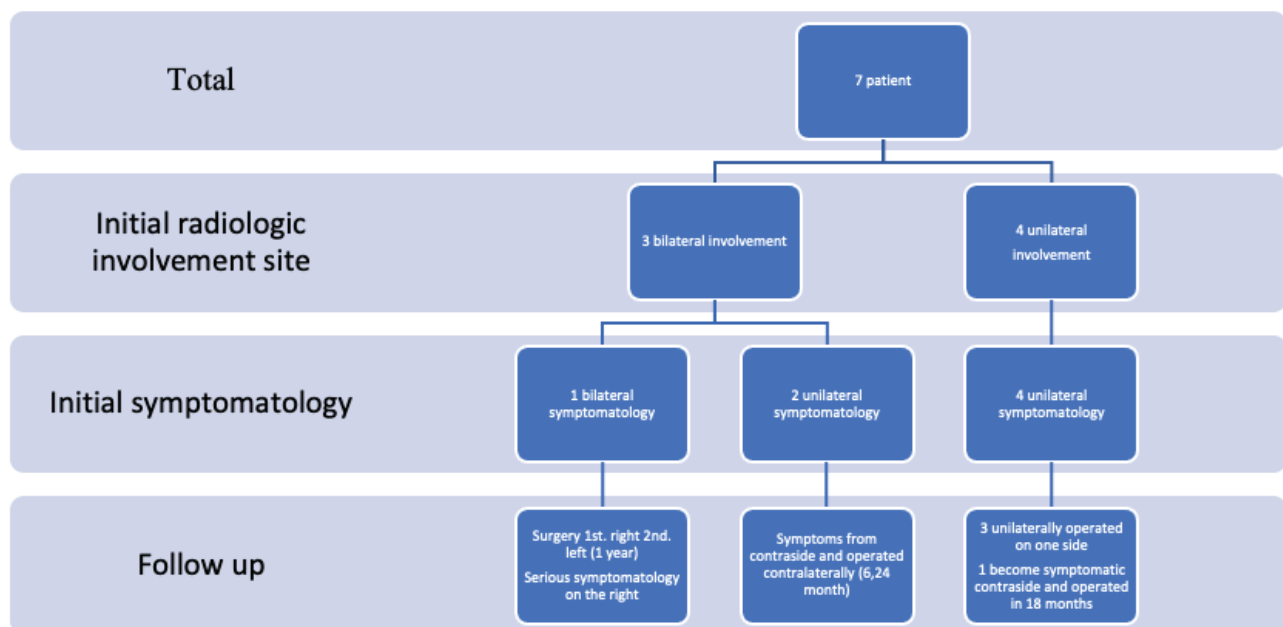 Total
7 patient
Initial radiologic
involvement site
3 bilateral involvement
4 unilateral
involvement
Initial symptomatology
1 bilateral
symptomatology
2 unilateral
symptomatology
4 unilateral
symptomatology
Follow up
Surgery 1st. right 2nd.
left (1 year)
Serious symptomatology
on the right
Symptoms from
contraside and operated
contralaterally (6,24
month)
3 unilaterally operated
on one side
1 become symptomatic
contraside and operated
in 18 months